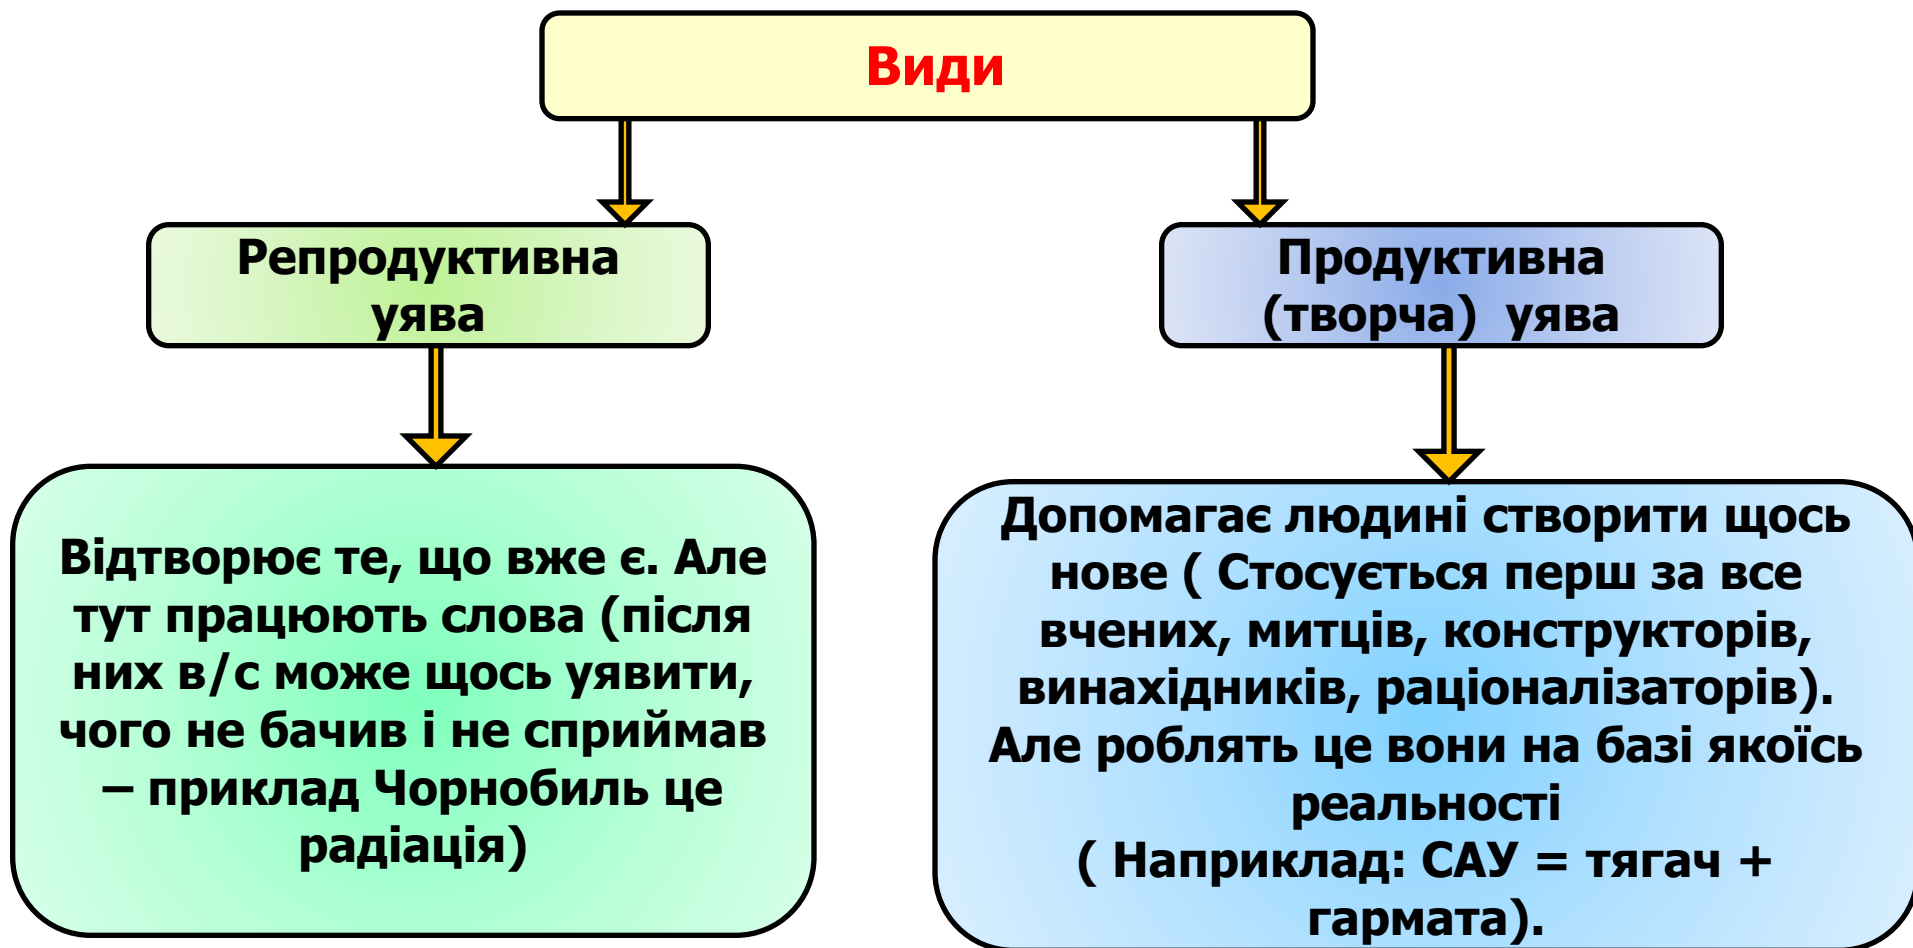 Види
Репродуктивна
уява
Продуктивна
(творча) уява
Відтворює те, що вже є. Але
тут працюють слова (після
них в/с може щось уявити,
чого не бачив і не сприймав
– приклад Чорнобиль це
радіація)
Допомагає людині створити щось
нове ( Стосується перш за все
вчених, митців, конструкторів,
винахідників, раціоналізаторів).
Але роблять це вони на базі якоїсь
реальності
( Наприклад: САУ = тягач +
гармата).